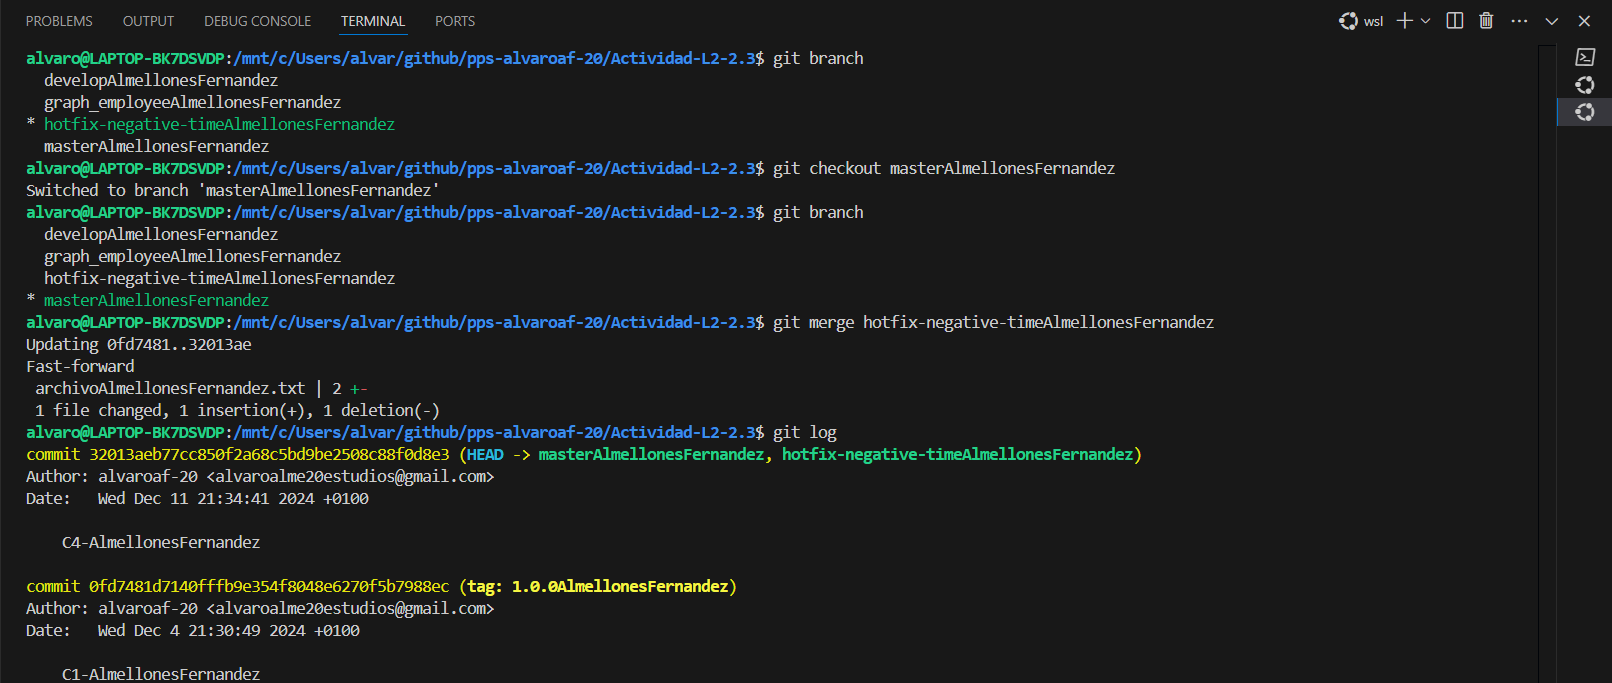 PROBLEMS OUTPUT DEBUG CONSOLE TERMINAL PORTS wsl
alvaro@LAPTOP-BK7DSVDP:/mnt/c/Users/alvar/github/pps-alvaroaf-20/Actividad-L2-2.3$ git branch
developAlmellonesFernandez
graph_employeeAlmellonesFernandez
* hotfix-negative-timeAlmellonesFernandez
masterAlmellonesFernandez
alvaro@LAPTOP-BK7DSVDP:/mnt/c/Users/alvar/github/pps-alvaroaf-20/Actividad-L2-2.3$ git checkout masterAlmellonesFernandez
Switched to branch 'masterAlmellonesFernandez'
alvaro@LAPTOP-BK7DSVDP:/mnt/c/Users/alvar/github/pps-alvaroaf-20/Actividad-L2-2.3$ git branch
developAlmellonesFernandez
graph_employeeAlmellonesFernandez
hotfix-negative-timeAlmellonesFernandez
* masterAlmellonesFernandez
alvaro@LAPTOP-BK7DSVDP:/mnt/c/Users/alvar/github/pps-alvaroaf-20/Actividad-L2-2.3$ git merge hotfix-negative-timeAlmellonesFernandez
Updating 0fd7481..32013ae
Fast-forward
archivoAlmellonesFernandez.txt | 2 +-
1 file changed, 1 insertion(+), 1 deletion(-)
alvaro@LAPTOP-BK7DSVDP:/mnt/c/Users/alvar/github/pps-alvaroaf-20/Actividad-L2-2.3$ git log
commit 32013aeb77cc850f2a68c5bd9be2508c88f0d8e3 (HEAD -> masterAlmellonesFernandez, hotfix-negative-timeAlmellonesFernandez)
Author: alvaroaf-20 <alvaroalme20estudios@gmail.com>
Date:   Wed Dec 11 21:34:41 2024 +0100
C4-AlmellonesFernandez
commit 0fd7481d7140fffb9e354f8048e6270f5b7988ec (tag: 1.0.0AlmellonesFernandez)
Author: alvaroaf-20 <alvaroalme20estudios@gmail.com>
Date:   Wed Dec 4 21:30:49 2024 +0100
C1-AlmellonesFernandez